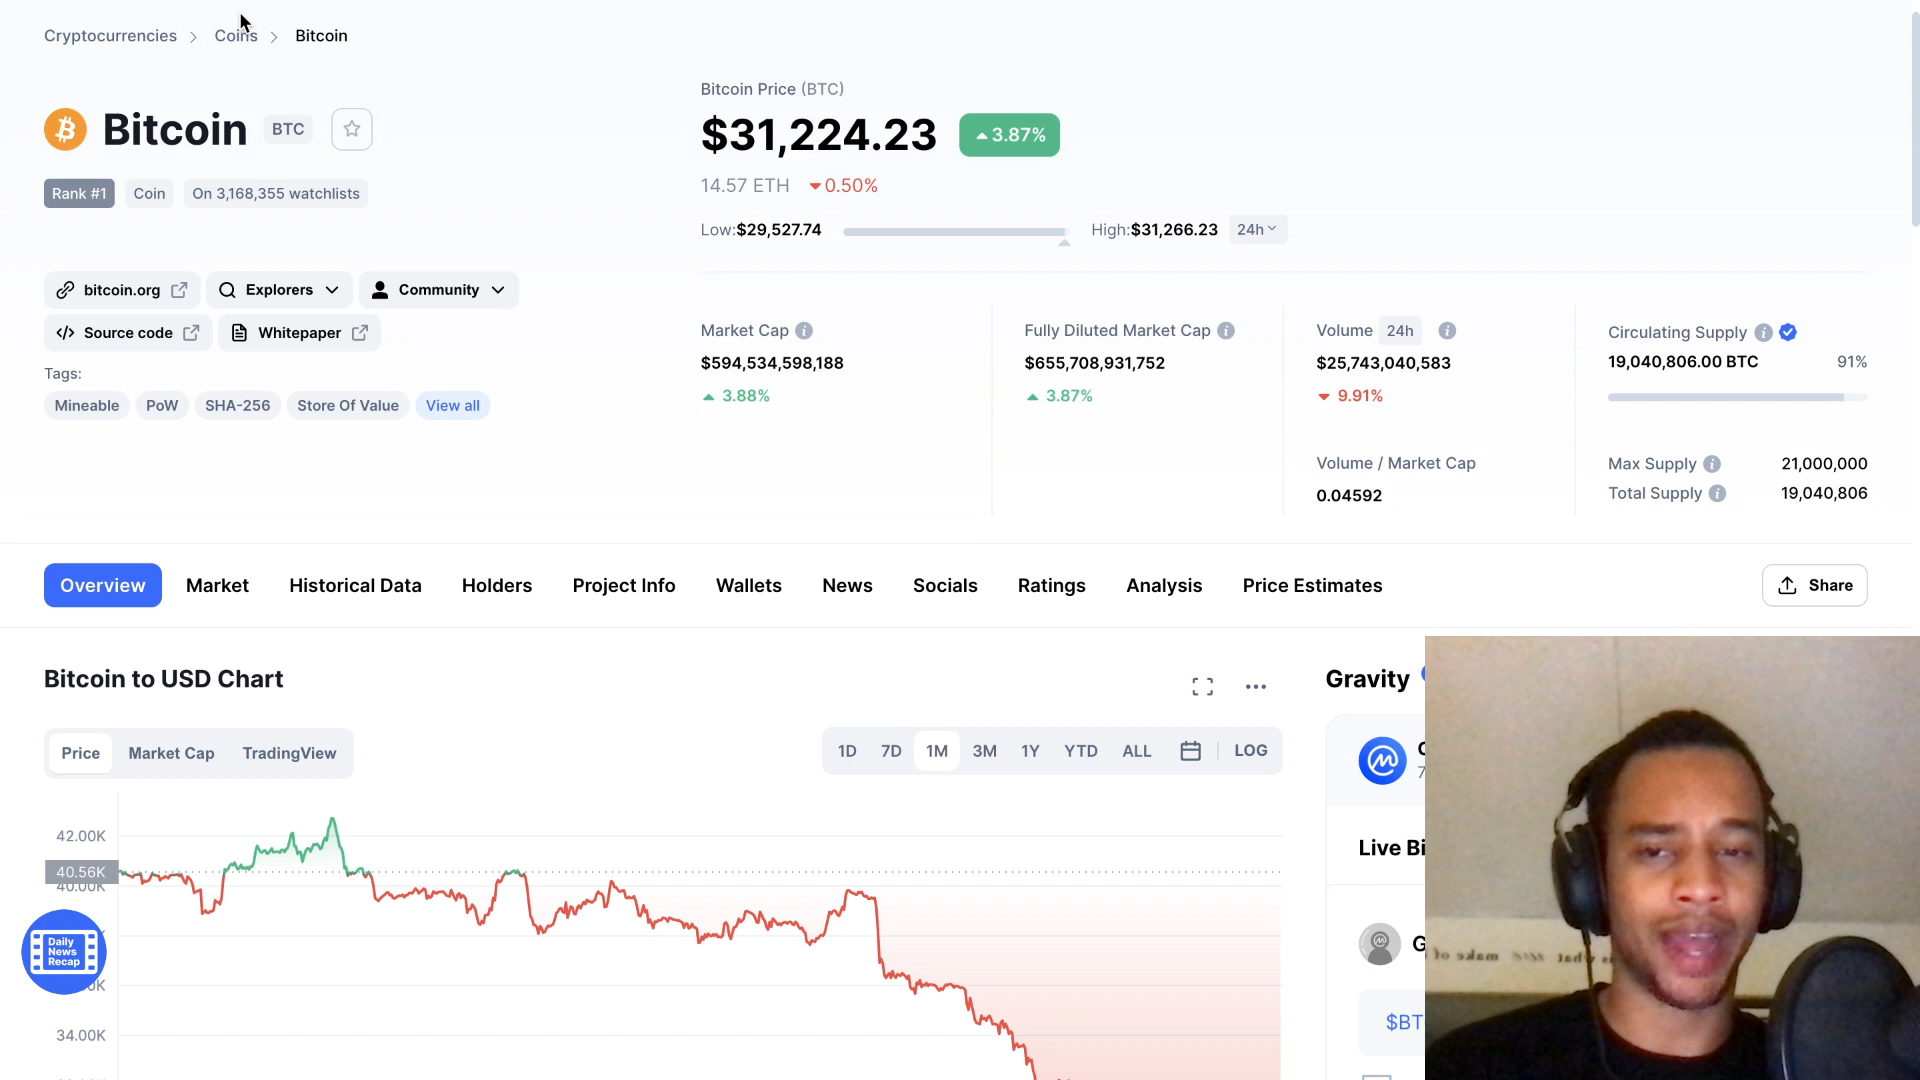 Cryptocurrencies > Coins > Bitcoin
Bitcoin BTC
Rank #1 Coin On 3,168,355 watchlists
bitcoin.org Explorers Community
Source code Whitepaper
Tags:
Mineable PoW SHA-256 Store Of Value View all
Bitcoin Price (BTC)
$31,224.23 3.87%
14.57 ETH 0.50%
Low:$29,527.74 High:$31,266.23 24h
Market Cap
$594,534,598,188
3.88%
Fully Diluted Market Cap
$655,708,931,752
3.87%
Volume 24h
$25,743,040,583
9.91%
Volume / Market Cap
0.04592
Circulating Supply
19,040,806.00 BTC 91%
Max Supply 21,000,000
Total Supply 19,040,806
Overview Market Historical Data Holders Project Info Wallets News Socials Ratings Analysis Price Estimates Share
Bitcoin to USD Chart
Price Market Cap TradingView
1D 7D 1M 3M 1Y YTD ALL LOG
42.00K
40.56K
40.00K
34.00K
Daily
News
Recap
Gravity
Live Bi
G
$BT